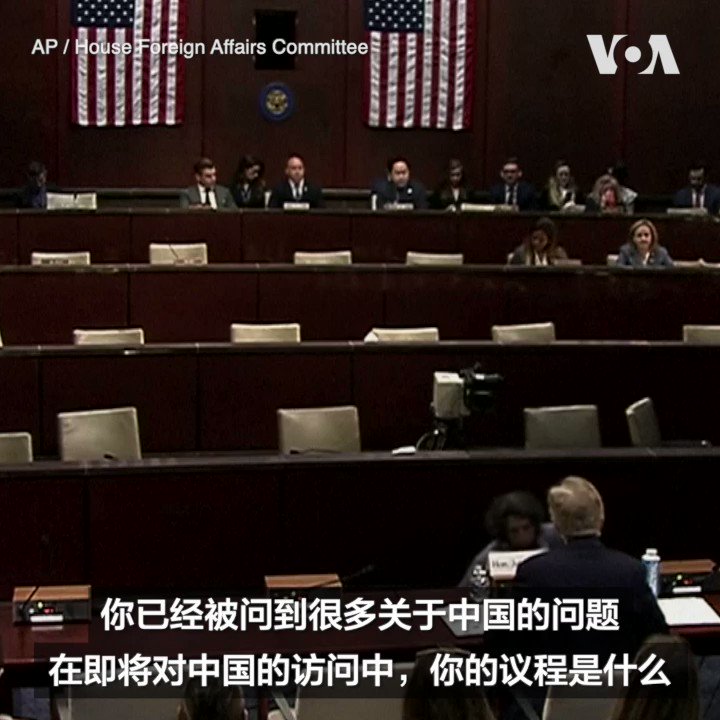 AP / House Foreign Affairs Committee
VOA
Hon.
你已经被问到很多关于中国的问题
在即将对中国的访问中，你的议程是什么